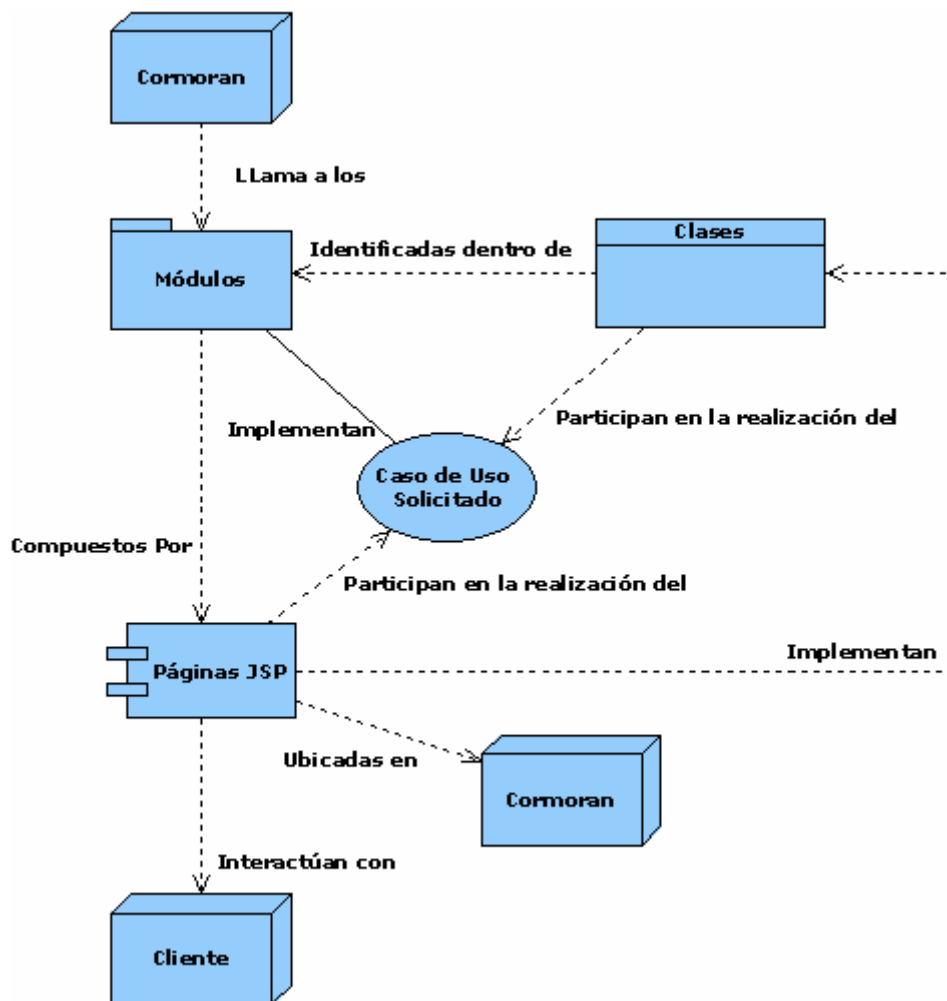 Cormoran
LLama a los
Clases
Identificadas dentro de
Módulos
Participan en la realización del
Implementan
Caso de Uso
Solicitado
Compuestos Por
Participan en la realización del
Implementan
Páginas JSP
Ubicadas en
Cormoran
Interactúan con
Cliente